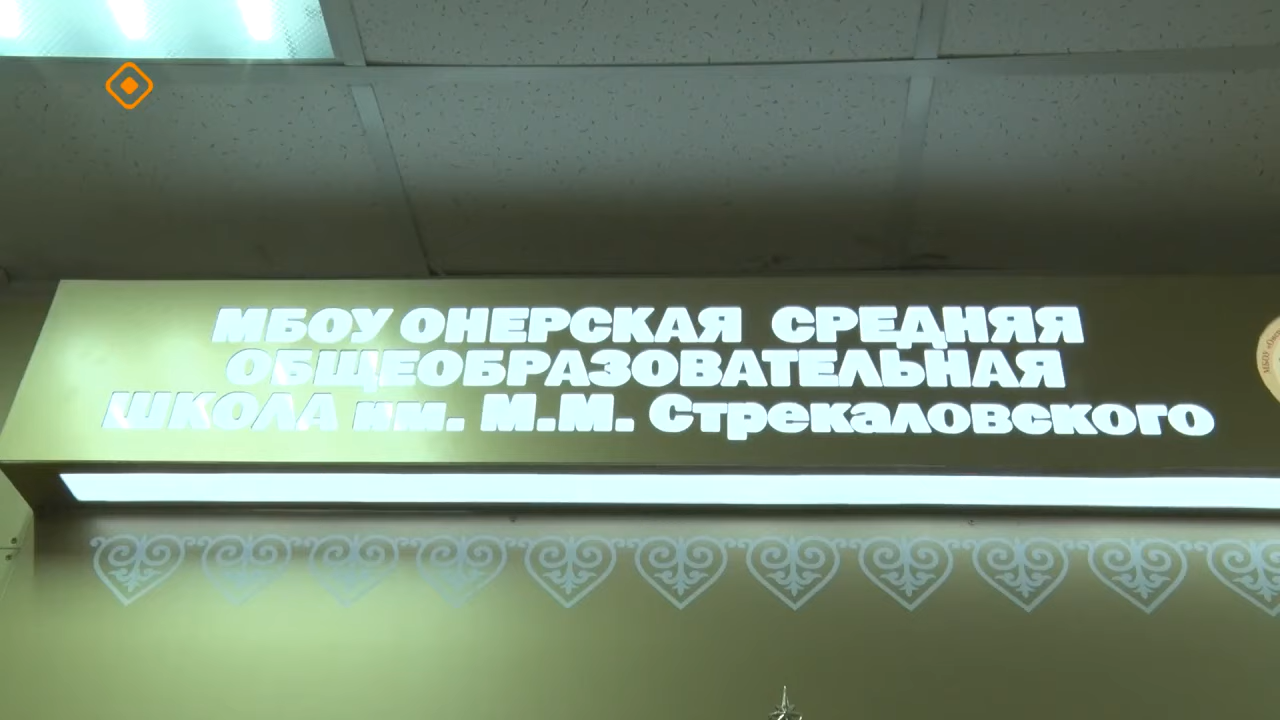 МБОУ ОНЕРСКАЯ СРЕДНЯЯ
ОБЩЕОБРАЗОВАТЕЛЬНАЯ
ШКОЛА им. М.М. Стрекаловского